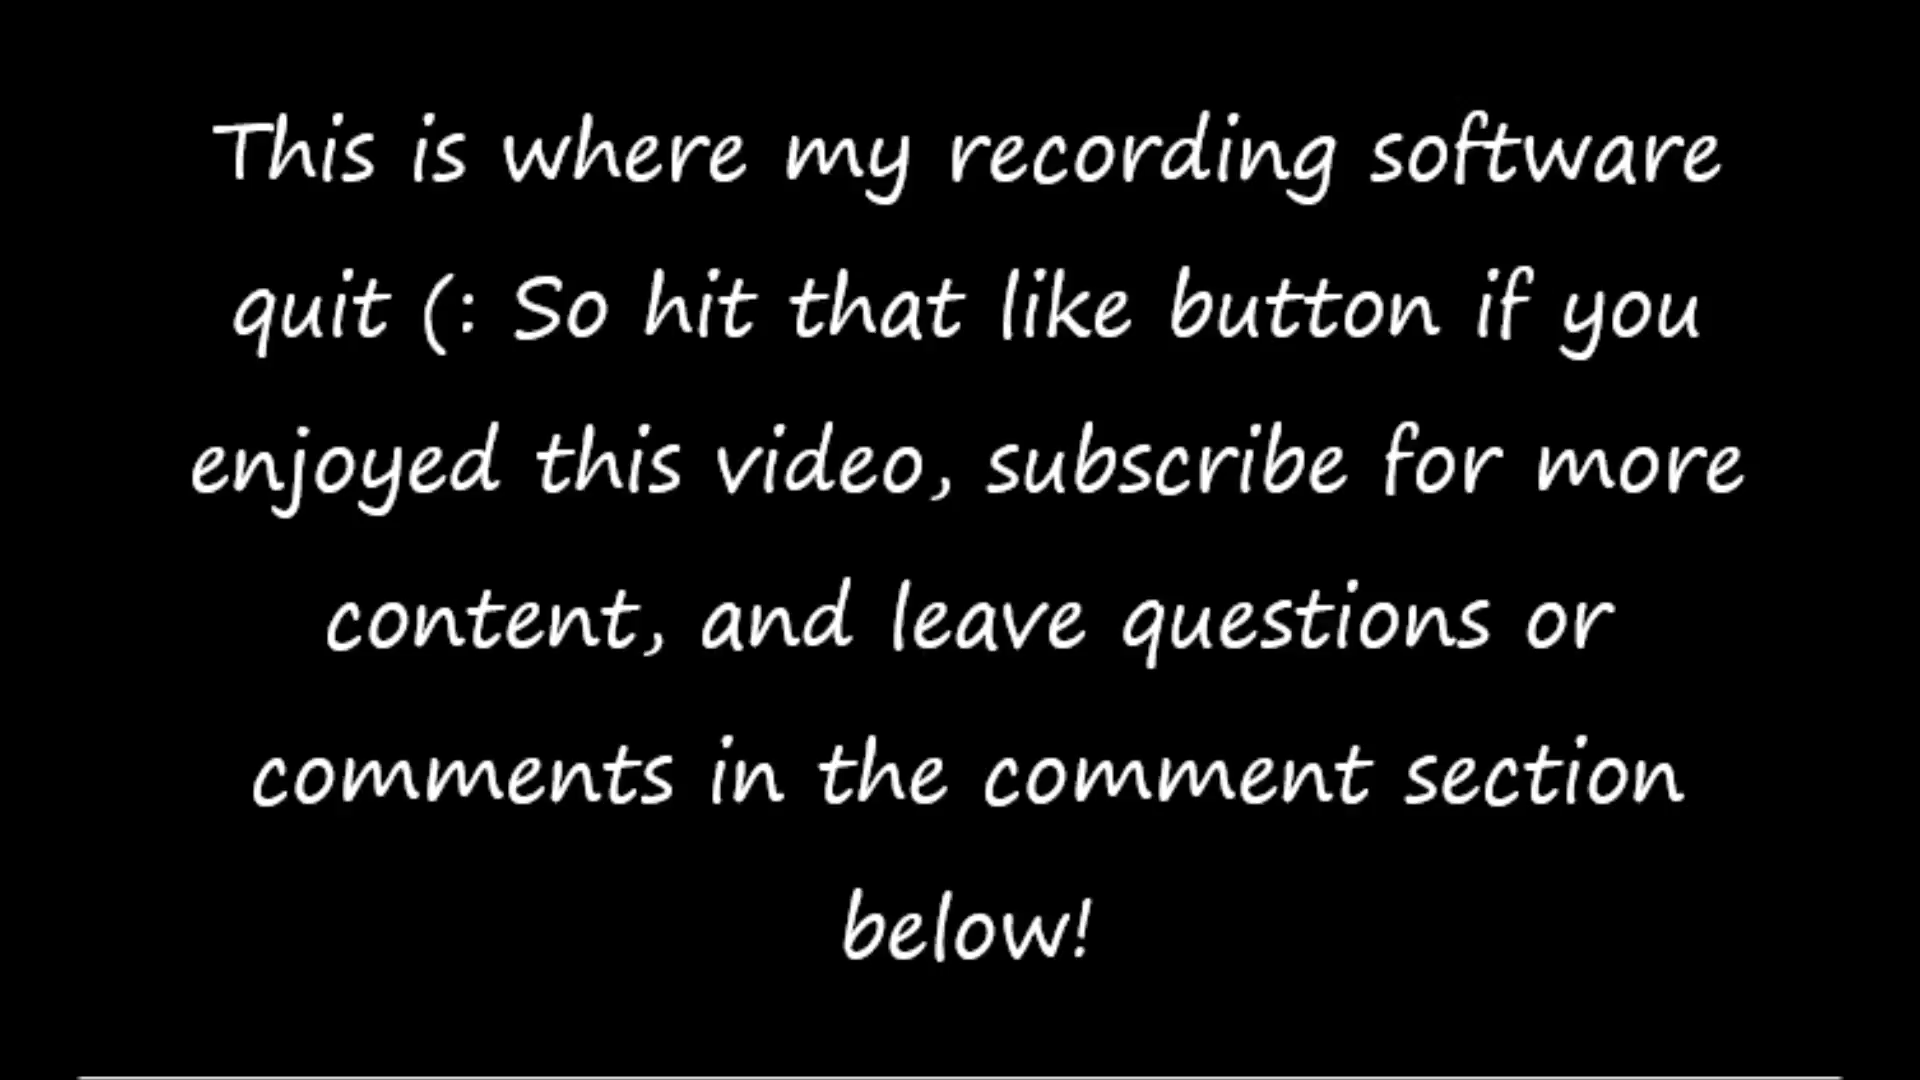 This is where my recording software
quit (: So hit that like button if you
enjoyed this video, subscribe for more
content, and leave questions or
comments in the comment section
below!